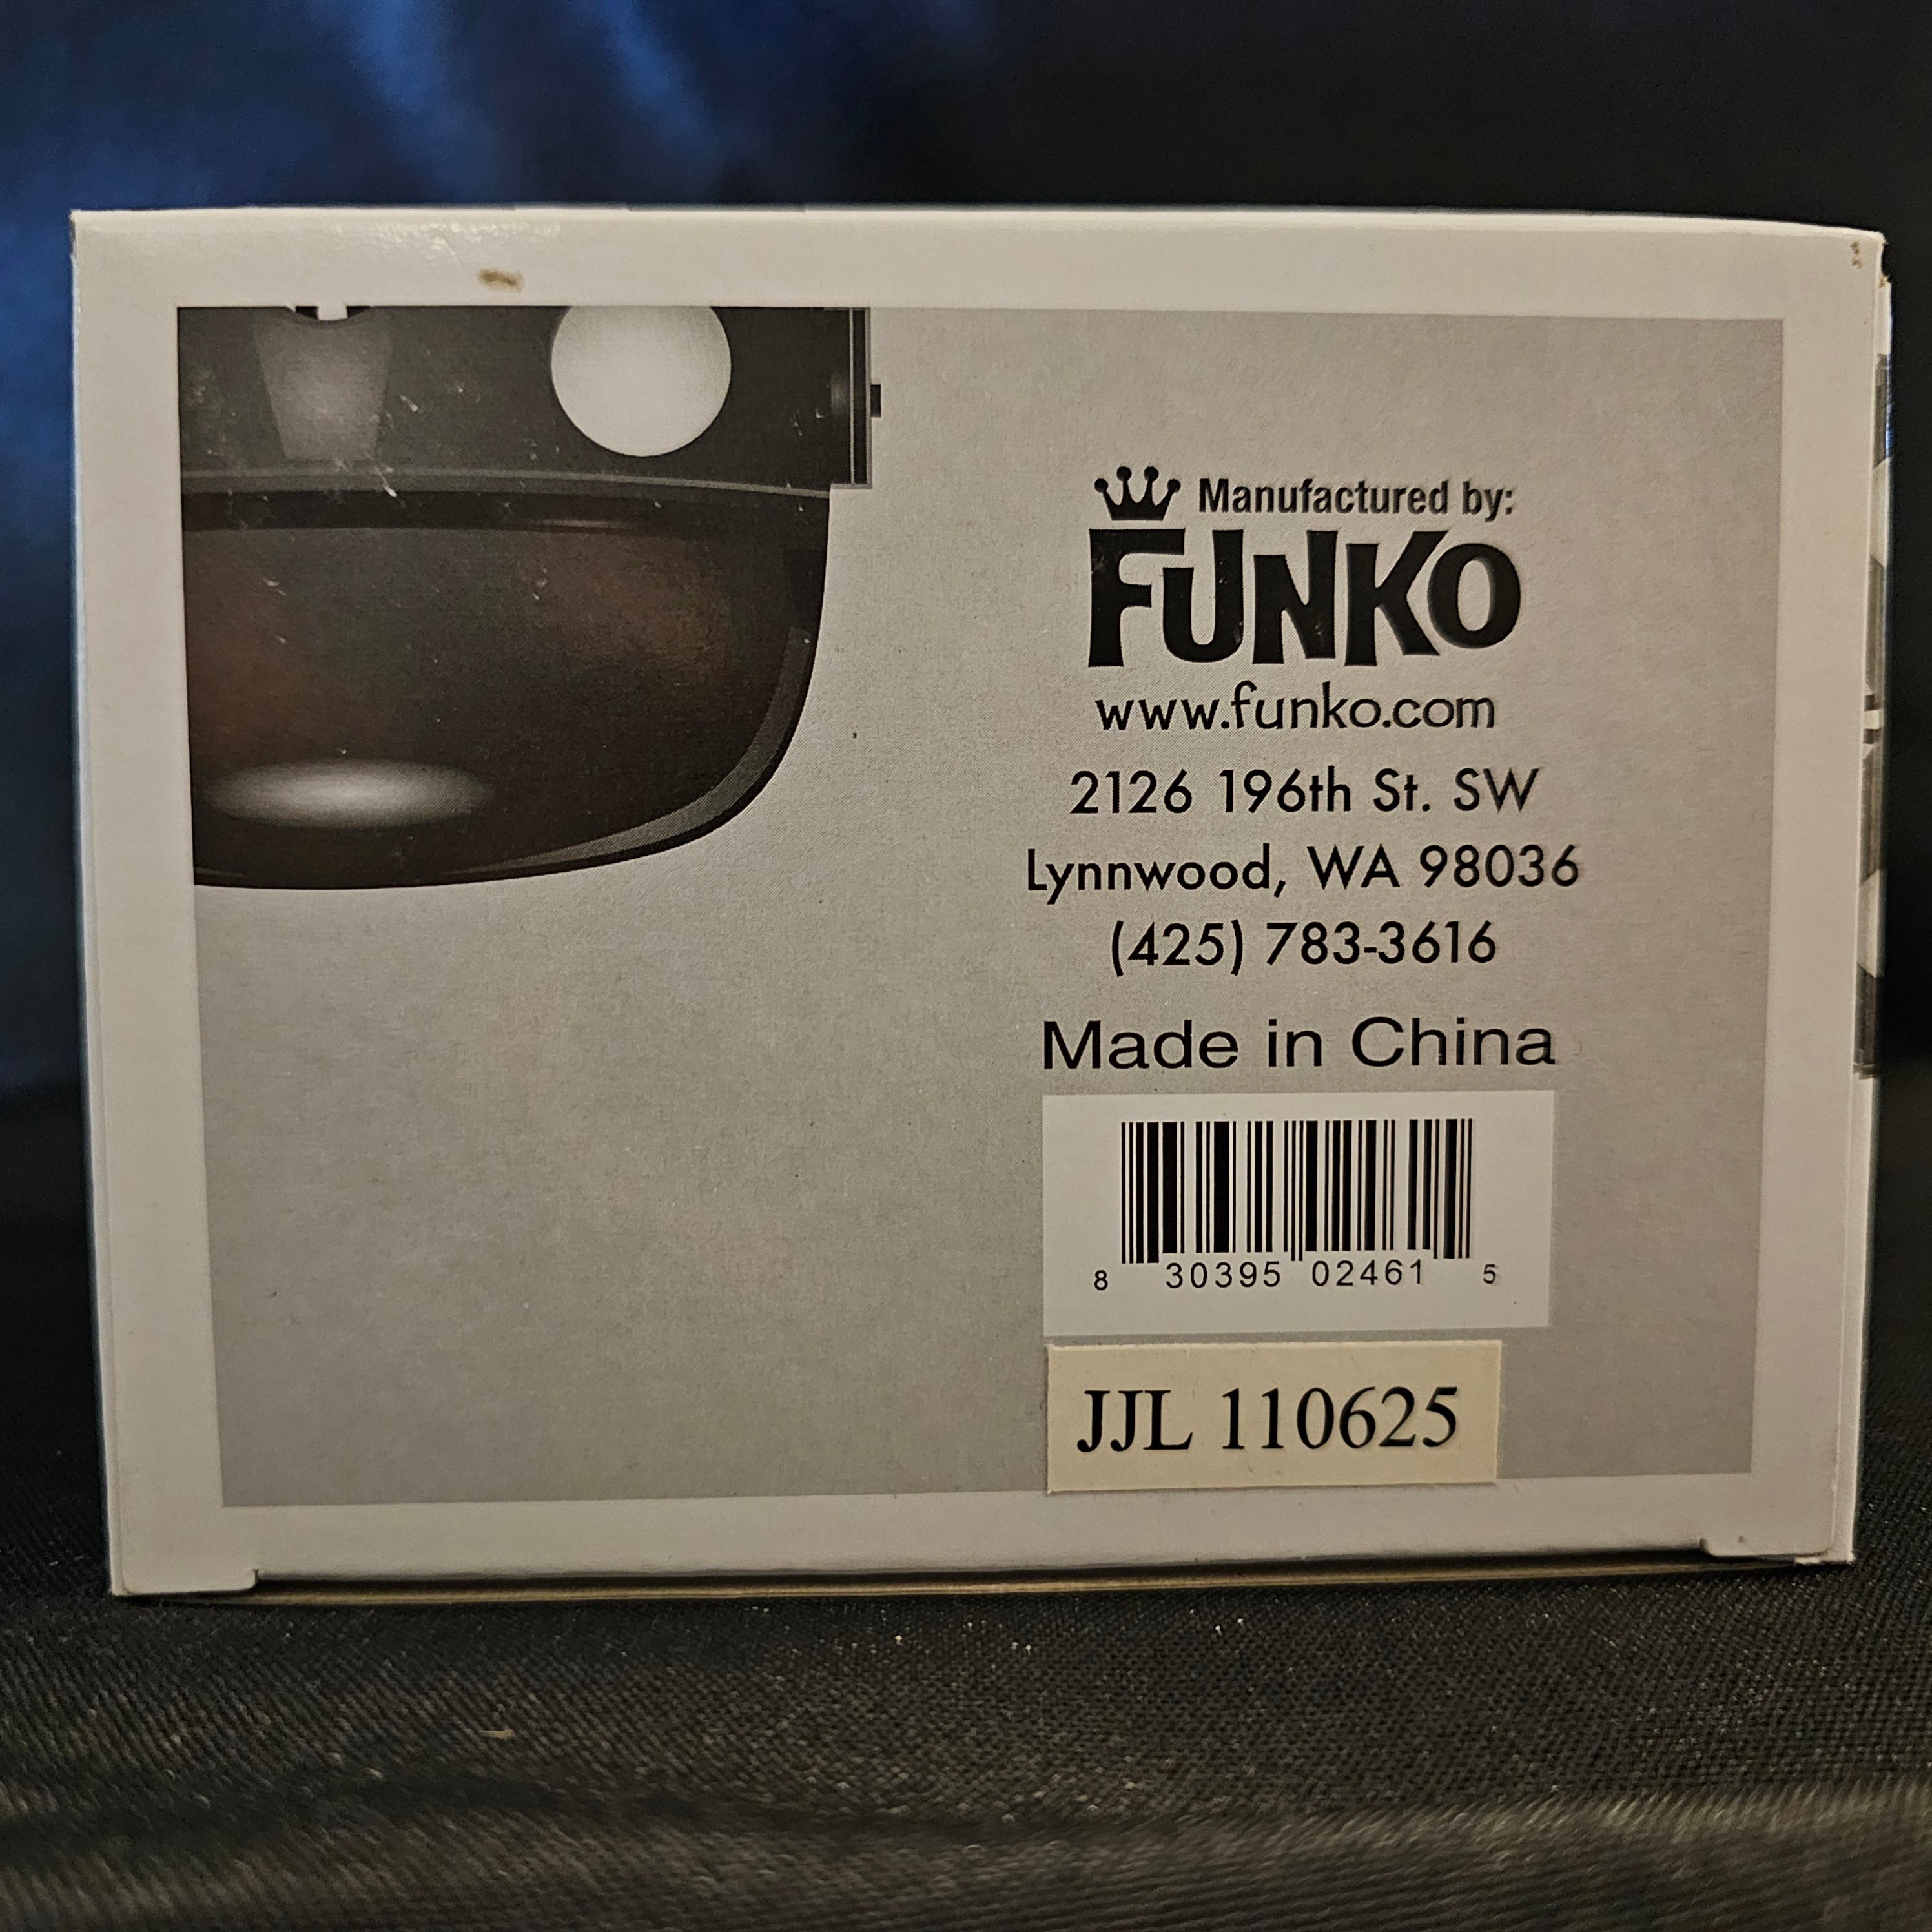 Manufactured by:
FUNKO
www.funko.com
2126 196th St. SW
Lynnwood, WA 98036
(425) 783-3616
Made in China
8 30395 02461 5
JJL 110625